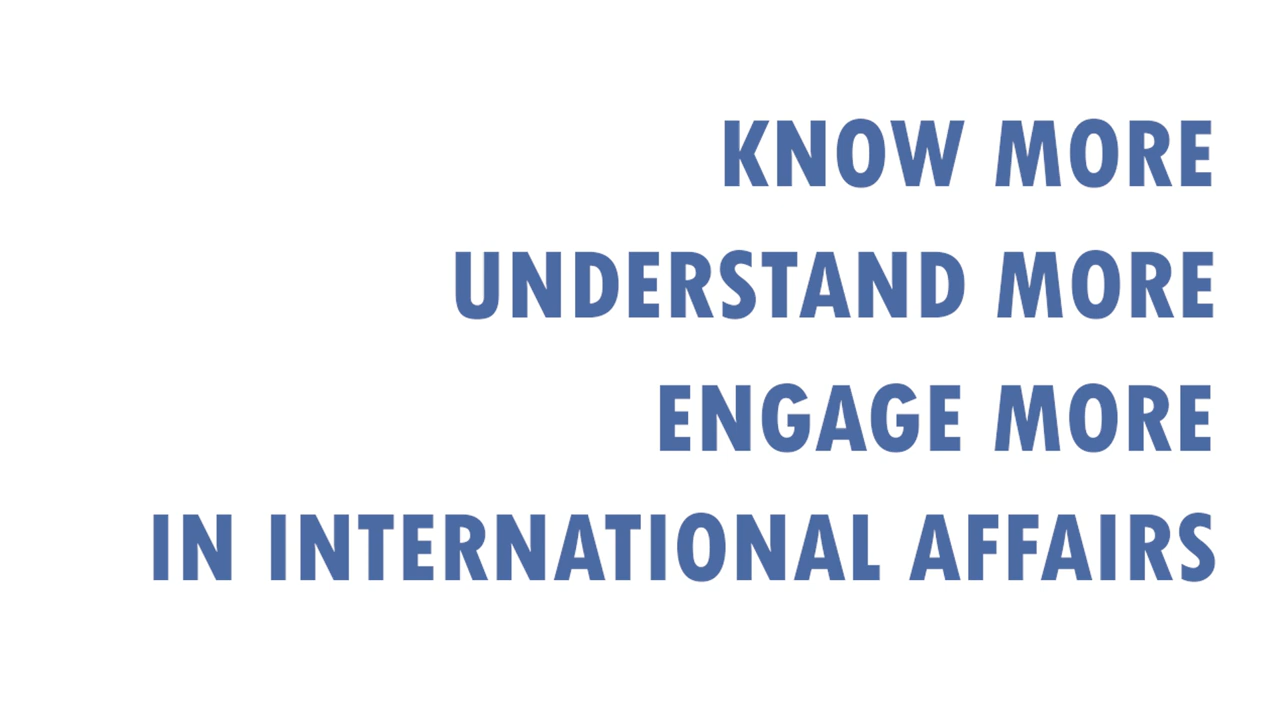 KNOW MORE
UNDERSTAND MORE
ENGAGE MORE
IN INTERNATIONAL AFFAIRS